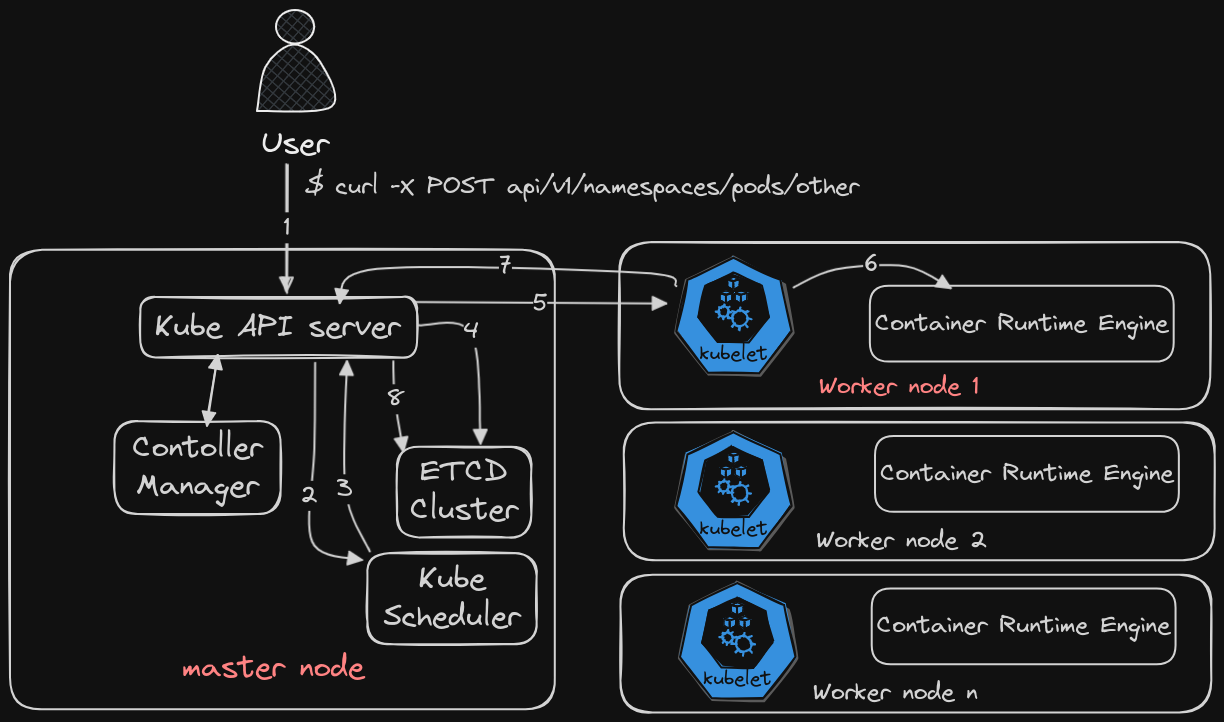 User
$ curl -X POST api/v1/namespaces/pods/other
1
7
5
6
Kube API server
4
kubelet
Container Runtime Engine
Worker node 1
8
Contoller
Manager
2
3
ETCD
Cluster
kubelet
Container Runtime Engine
Worker node 2
Kube
Scheduler
master node
kubelet
Container Runtime Engine
Worker node n